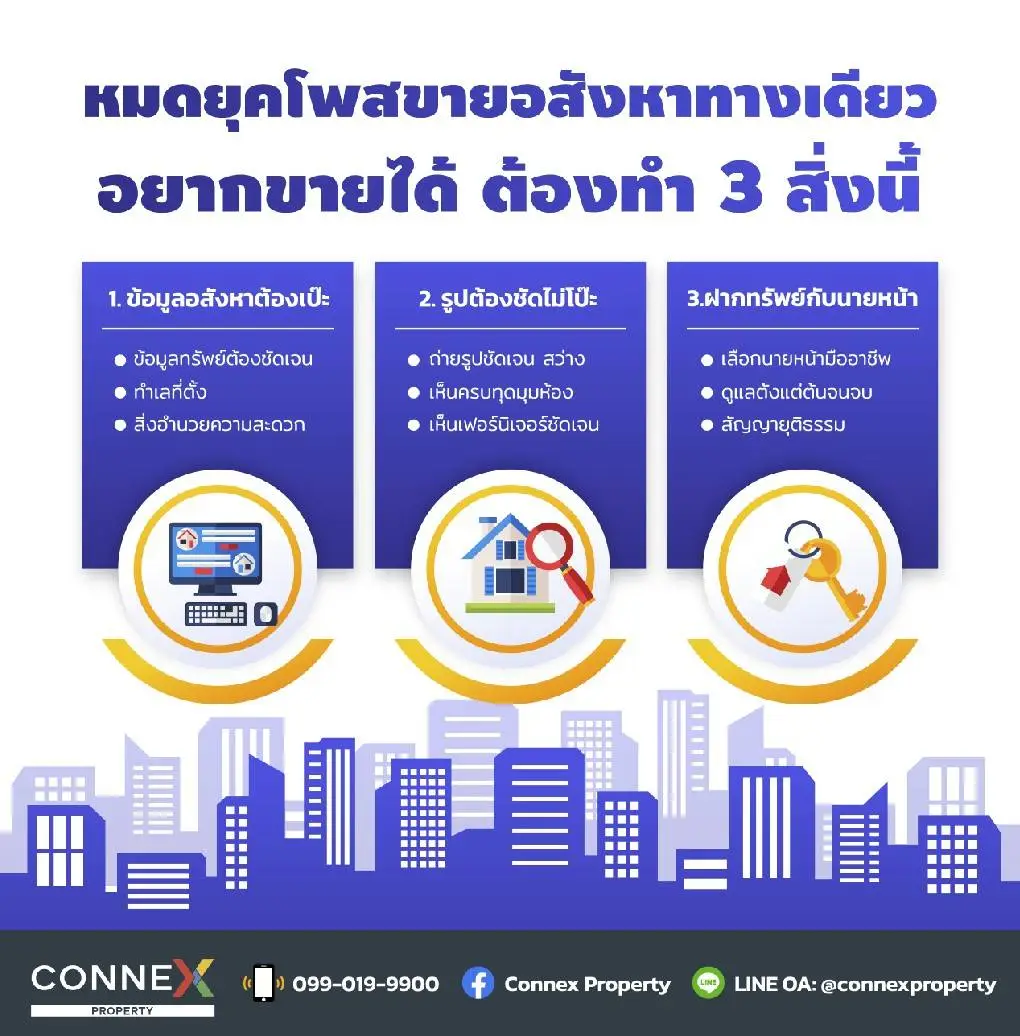 หมดยุคโพสขายอสังหาทางเดียว
อยากขายได้ ต้องทำ 3 สิ่งนี้
1. ข้อมูลอสังหาต้องเป๊ะ
ข้อมูลทรัพย์ต้องชัดเจน
ทำเลที่ตั้ง
สิ่งอำนวยความสะดวก
2. รูปต้องชัดไม่โป๊ะ
ถ่ายรูปชัดเจน สว่าง
เห็นครบทุดมุมห้อง
เห็นเฟอร์นิเจอร์ชัดเจน
3.ฝากทรัพย์กับนายหน้า
เลือกนายหน้ามืออาชีพ
ดูแลตั้งแต่ต้นจนจบ
สัญญายุติธรรม
CONNEX
PROPERTY
099-019-9900
Connex Property
LINE
LINE OA: @connexproperty